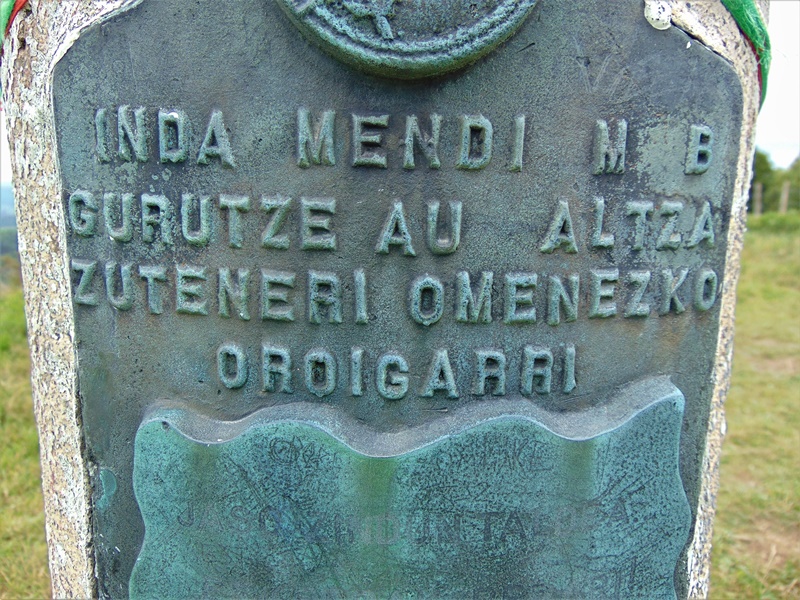 INDA MENDI M B
GURUTZE AU ALTZA
ZUTENERI OMENEZKO
OROIGARRI